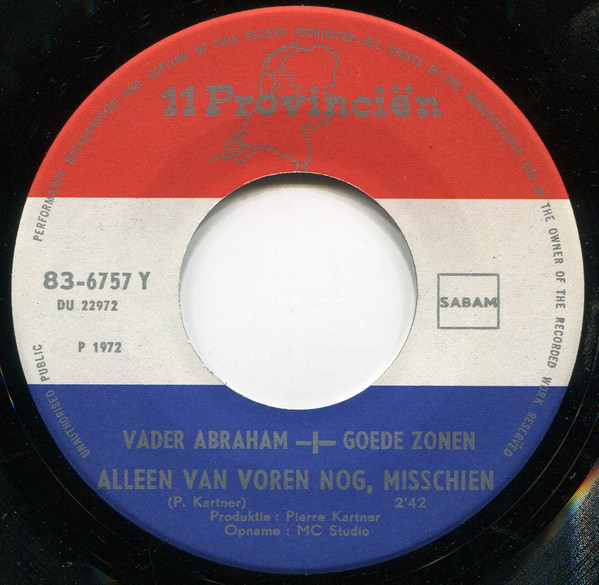 UNAUTHORISED PUBLIC PERFORMANCE BROADCASTING AND COPYING OF THIS RECORD PROHIBITED-ALL RIGHTS OF THE MANUFACTURER AND OF THE OWNER OF THE RECORDED WORK RESERVED
11 Provinciën
83-6757 Y
DU 22972
P 1972
SABAM
VADER ABRAHAM -|- GOEDE ZONEN
ALLEEN VAN VOREN NOG, MISSCHIEN
(P. Kartner) 2'42
Produktie : Pierre Kartner
Opname : MC Studio